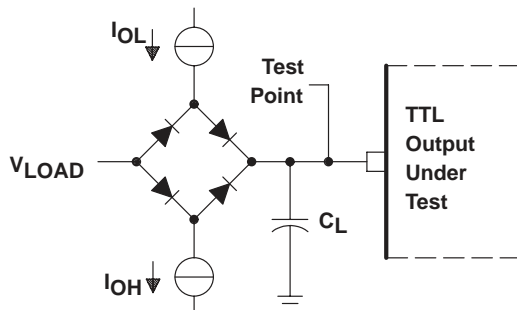 IOL
Test
Point
TTL
Output
Under
Test
VLOAD
CL
IOH